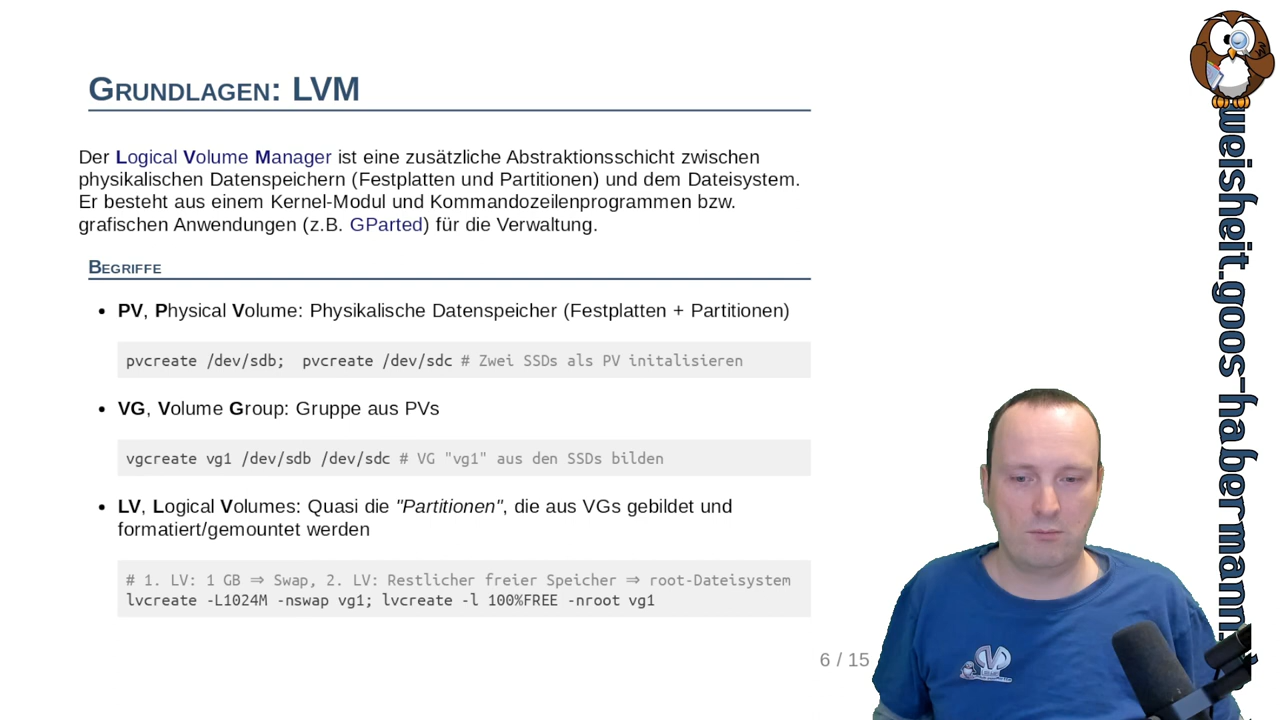 Grundlagen: LVM
Der Logical Volume Manager ist eine zusätzliche Abstraktionsschicht zwischen
physikalischen Datenspeichern (Festplatten und Partitionen) und dem Dateisystem.
Er besteht aus einem Kernel-Modul und Kommandozeilenprogrammen bzw.
grafischen Anwendungen (z.B. GParted) für die Verwaltung.
Begriffe
• PV, Physical Volume: Physikalische Datenspeicher (Festplatten + Partitionen)
pvcreate /dev/sdb;  pvcreate /dev/sdc # Zwei SSDs als PV initalisieren
• VG, Volume Group: Gruppe aus PVs
vgcreate vg1 /dev/sdb /dev/sdc # VG "vg1" aus den SSDs bilden
• LV, Logical Volumes: Quasi die "Partitionen", die aus VGs gebildet und
formatiert/gemountet werden
# 1. LV: 1 GB ⇒ Swap, 2. LV: Restlicher freier Speicher ⇒ root-Dateisystem
lvcreate -L1024M -nswap vg1; lvcreate -l 100%FREE -nroot vg1
6 / 15
weisheit.goos-habermann.